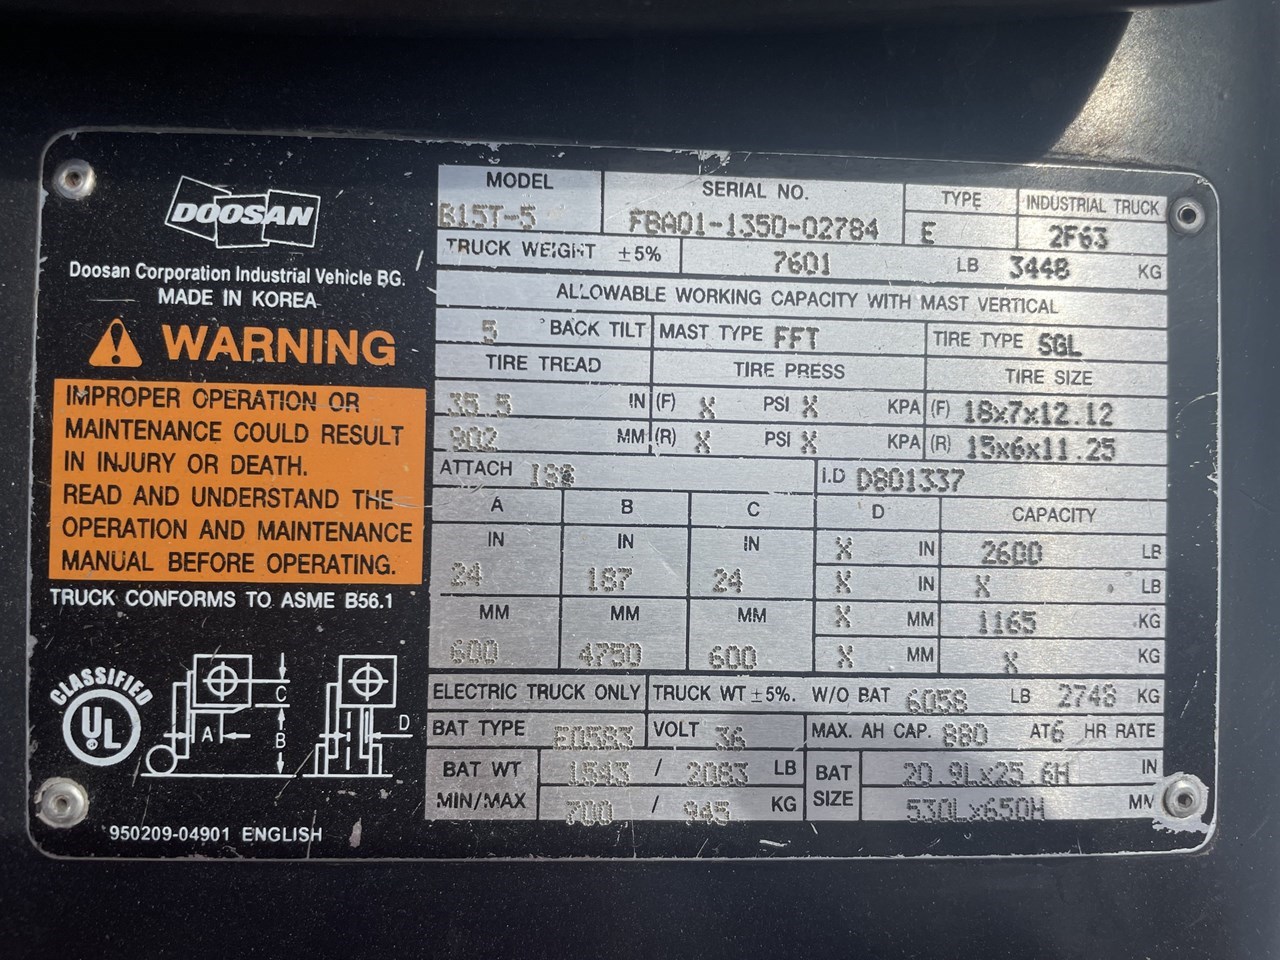 DOOSAN
Doosan Corporation Industrial Vehicle BG.
MADE IN KOREA
WARNING
IMPROPER OPERATION OR
MAINTENANCE COULD RESULT
IN INJURY OR DEATH.
READ AND UNDERSTAND THE
OPERATION AND MAINTENANCE
MANUAL BEFORE OPERATING.
TRUCK CONFORMS TO ASME B56.1
CLASSIFIED
UL
®
A B C D
950209-04901 ENGLISH
MODEL SERIAL NO. TYPE INDUSTRIAL TRUCK
B15T-5 FBA01-1350-02784 E 2F63
TRUCK WEIGHT ±5% 7601 LB 3448 KG
ALLOWABLE WORKING CAPACITY WITH MAST VERTICAL
5 ° BACK TILT MAST TYPE FFT TIRE TYPE SGL
TIRE TREAD TIRE PRESS TIRE SIZE
35.5 IN (F) X PSI X KPA (F) 18x7x12.12
902 MM (R) X PSI X KPA (R) 15x6x11.25
ATTACH I.D D801337
A B C D CAPACITY
IN IN IN X IN 2600 LB
24 187 24 X IN X LB
MM MM MM X MM 1165 KG
600 4750 600 X MM X KG
ELECTRIC TRUCK ONLY TRUCK WT ±5%. W/O BAT 6058 LB 2748 KG
BAT TYPE E0583 VOLT 36 MAX. AH CAP. 880 AT 6 HR RATE
BAT WT 1543 / 2083 LB BAT 20.9Lx25.6H IN
MIN/MAX 700 / 945 KG SIZE 530Lx650H MM